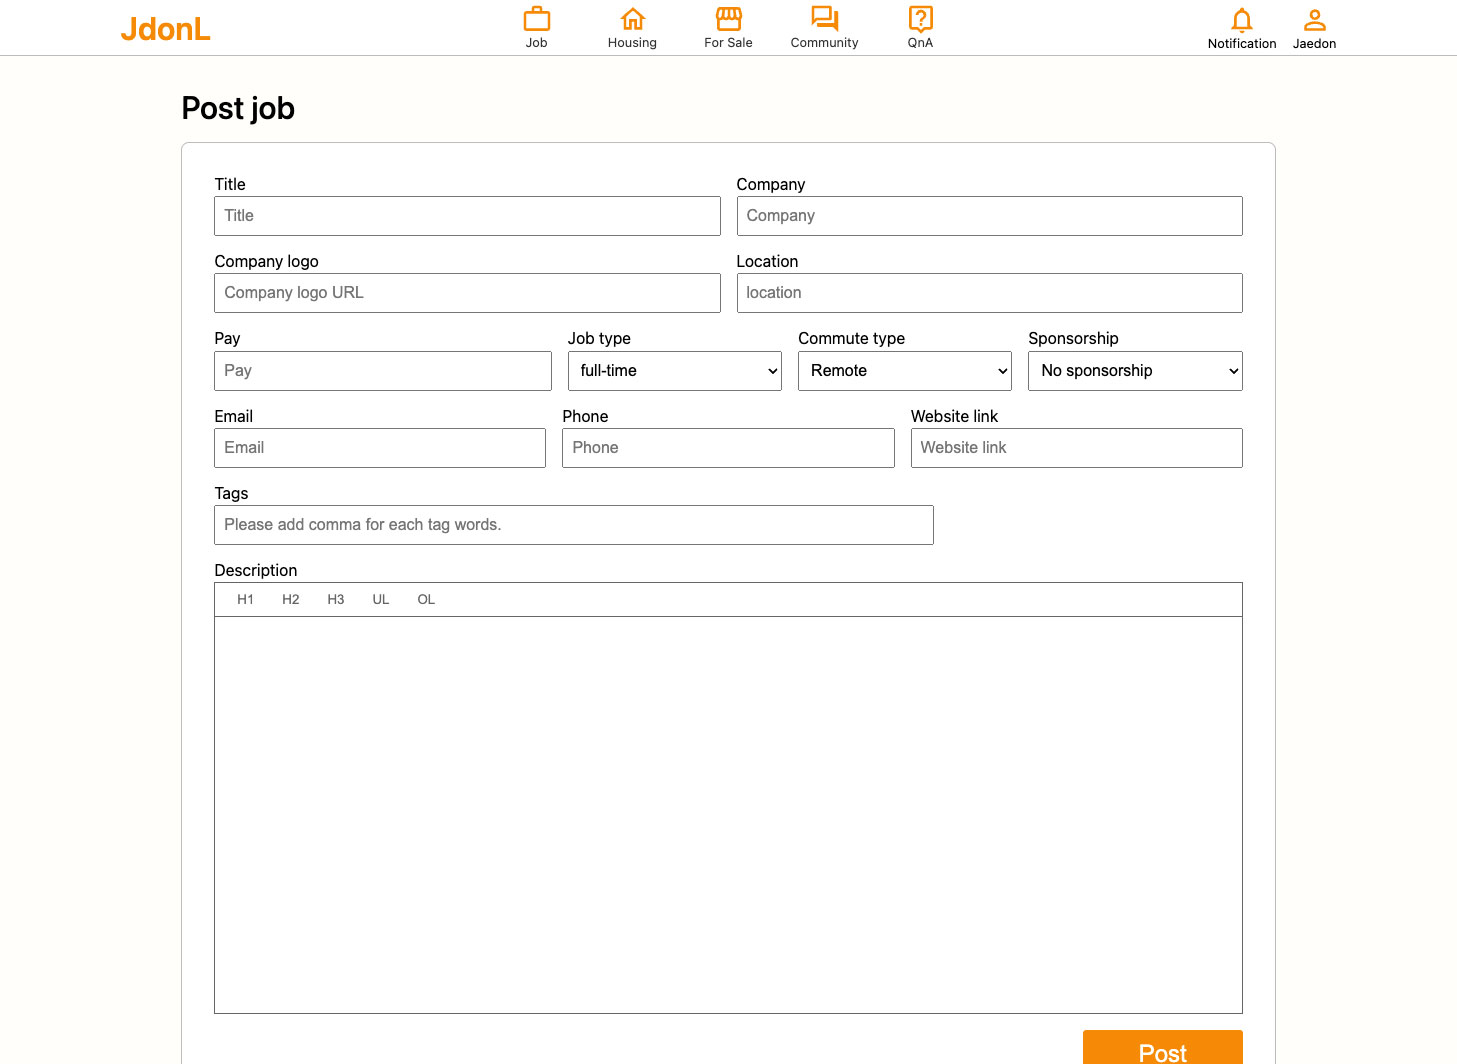 JdonL
Job
Housing
For Sale
Community
QnA
Notification
Jaedon
Post job
Title
Company
Title
Company
Company logo
Location
Company logo URL
location
Pay
Job type
Commute type
Sponsorship
Pay
full-time
Remote
No sponsorship
Email
Phone
Website link
Email
Phone
Website link
Tags
Please add comma for each tag words.
Description
H1 H2 H3 UL OL
Post